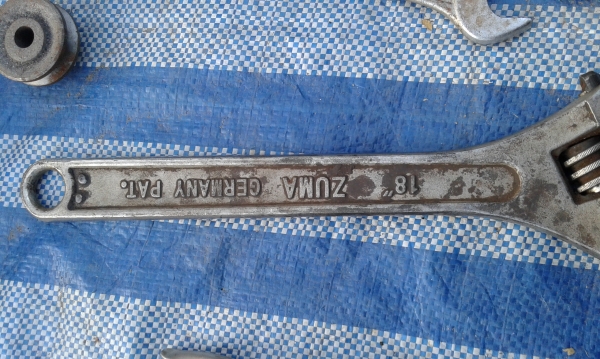 18" ZUMA GERMANY PAT.